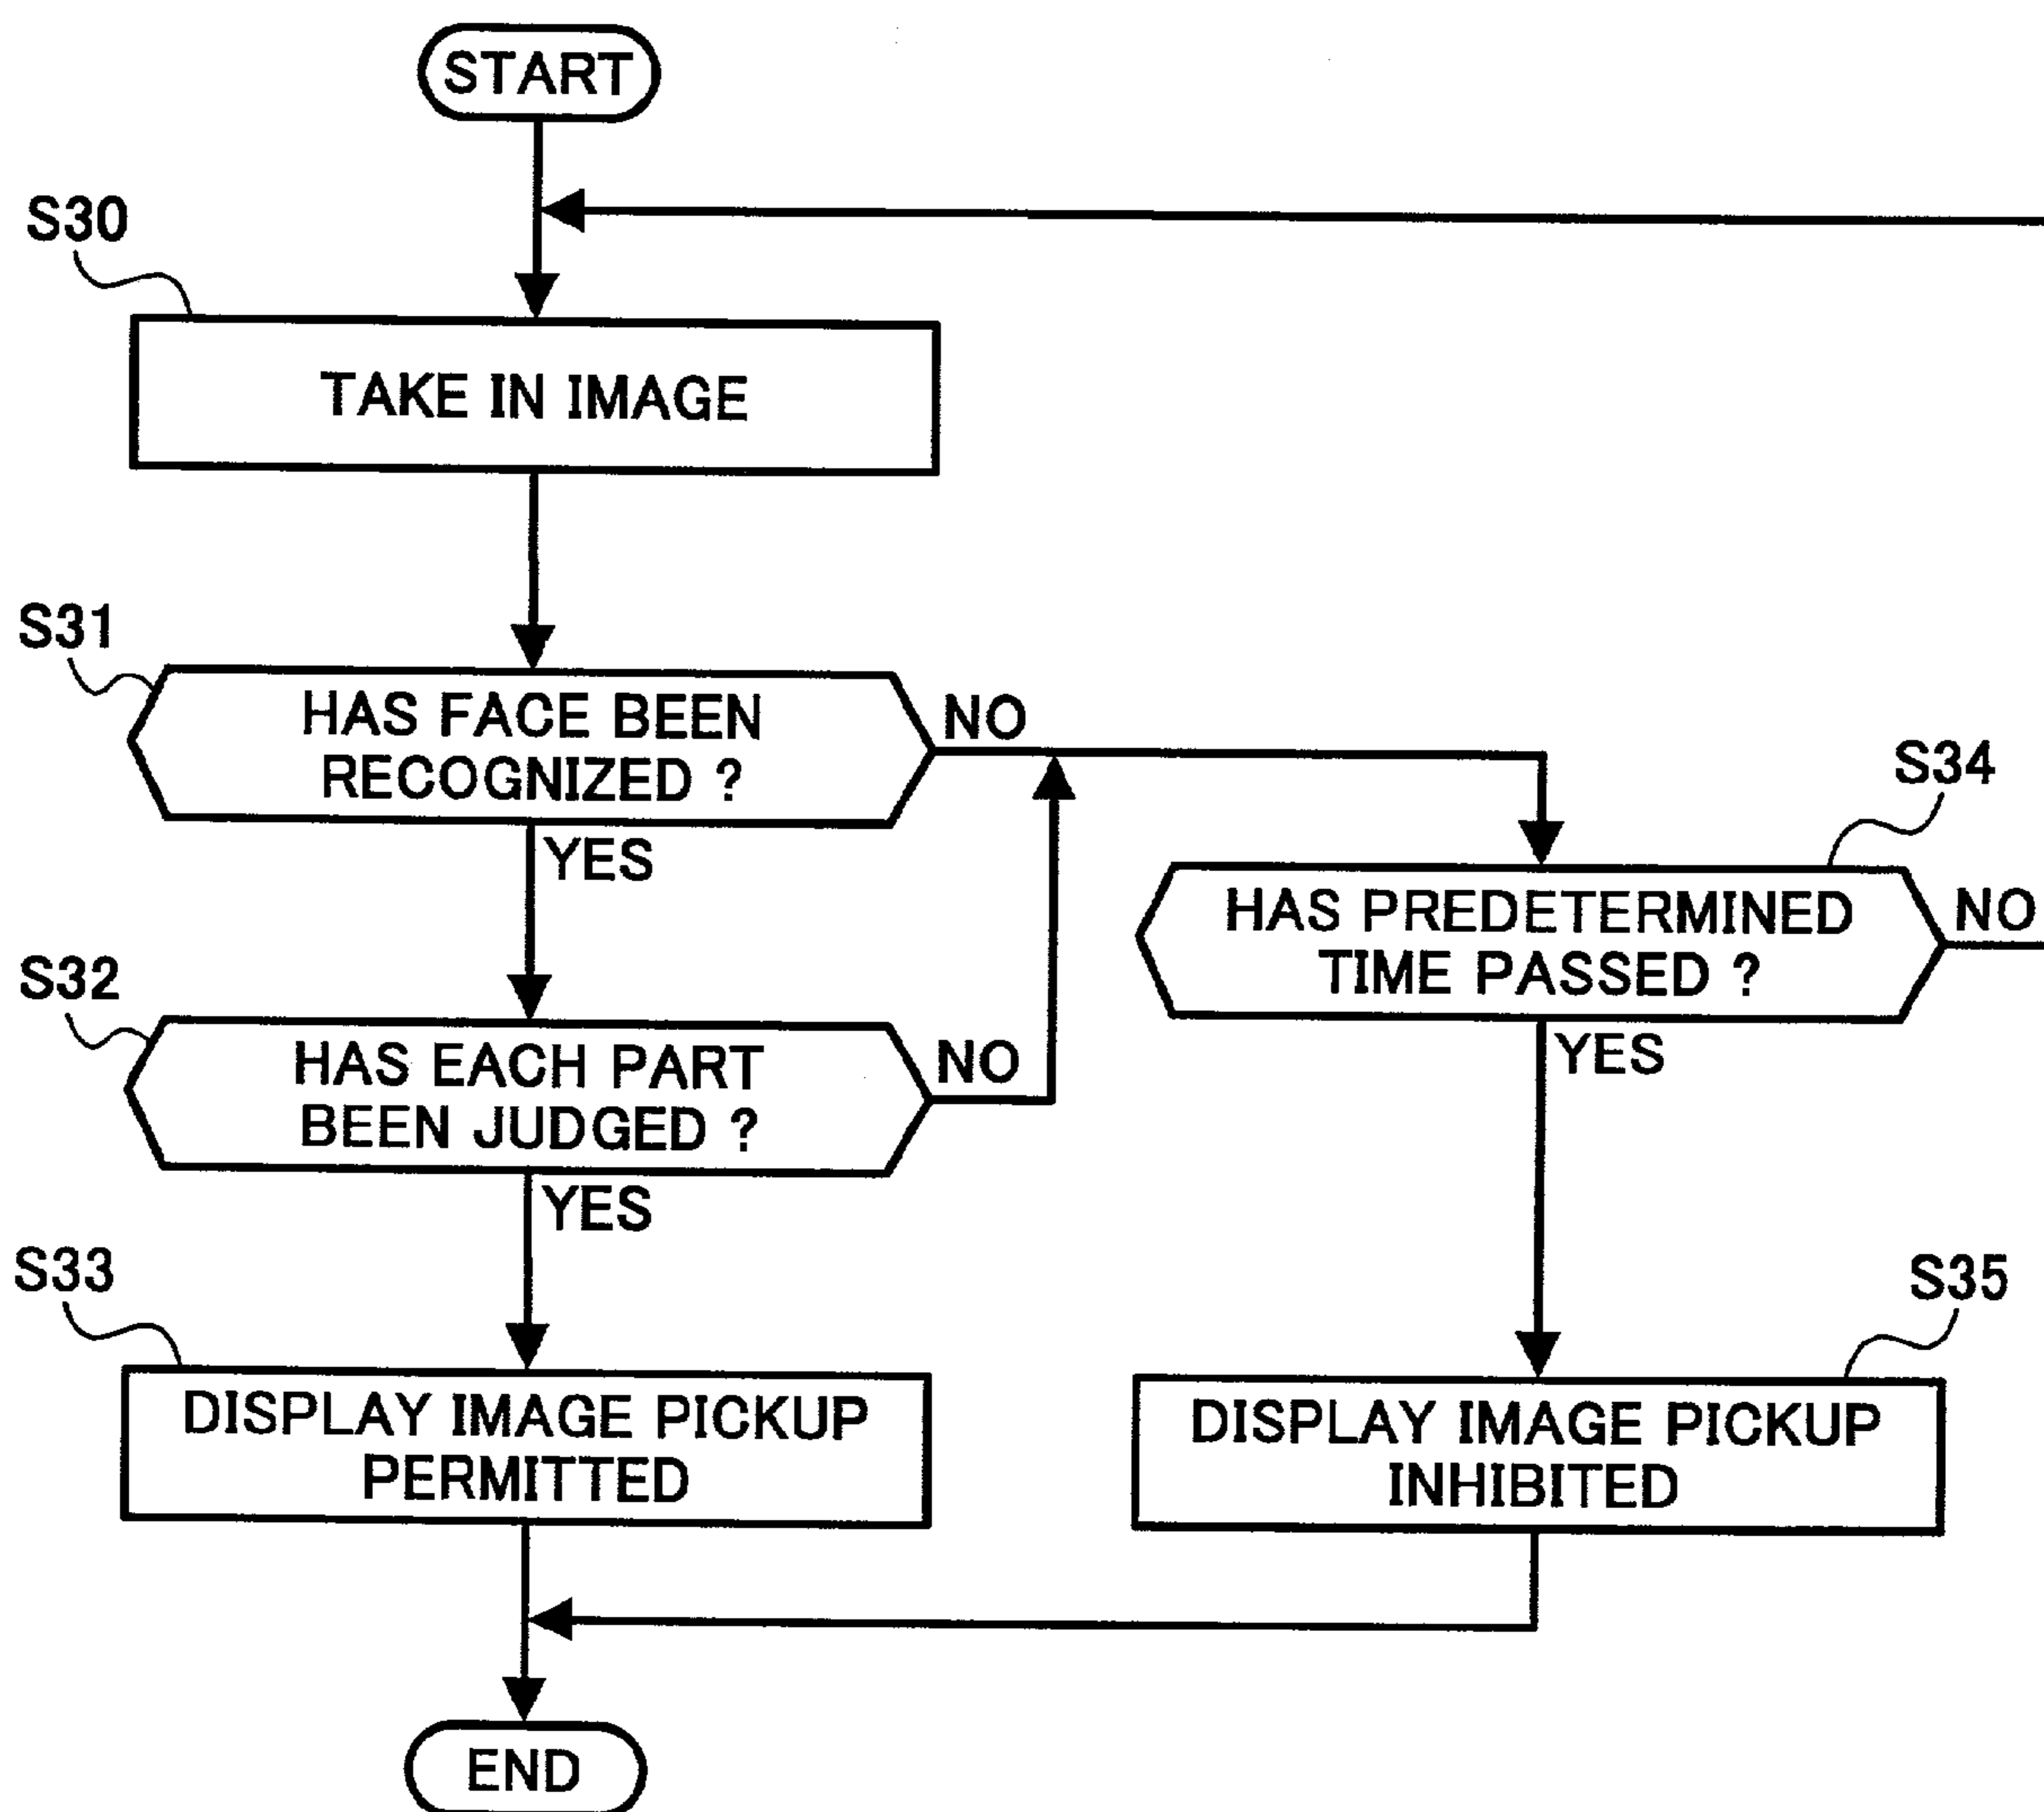 START
S30
TAKE IN IMAGE
S31
HAS FACE BEEN
RECOGNIZED ?
NO
YES
S34
HAS PREDETERMINED
TIME PASSED ?
NO
YES
S32
HAS EACH PART
BEEN JUDGED ?
NO
YES
S33
DISPLAY IMAGE PICKUP
PERMITTED
S35
DISPLAY IMAGE PICKUP
INHIBITED
END